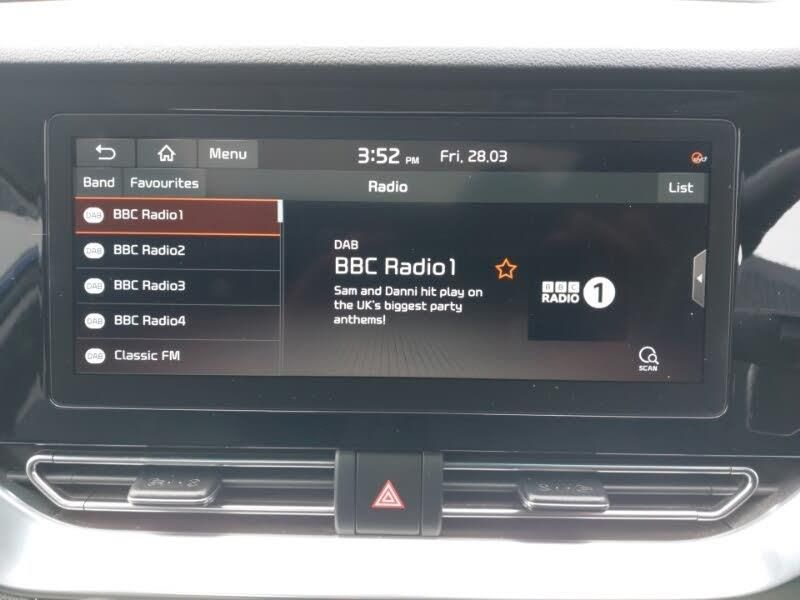 Menu
3:52 PM
Fri, 28.03
Band
Favourites
Radio
List
DAB BBC Radio1
DAB BBC Radio2
DAB BBC Radio3
DAB BBC Radio4
DAB Classic FM
DAB
BBC Radio1
Sam and Danni hit play on
the UK's biggest party
anthems!
BBC
RADIO 1
SCAN